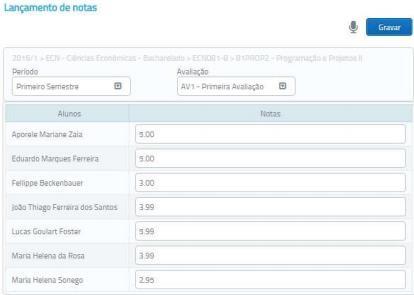 Lançamento de notas
Gravar
2016/1 > ECN - Ciências Econômicas - Bacharelado > ECN081-8 > 81PROP2 - Programação e Projetos II
Período Avaliação
Primeiro Semestre AV1 - Primeira Avaliação
Alunos Notas
Aporele Mariane Zaia 5.00
Eduardo Marques Ferreira 5.00
Fellippe Beckenbauer 3.00
João Thiago Ferreira dos Santos 3.99
Lucas Goulart Foster 5.99
Maria Helena da Rosa 3.99
Maria Helena Sonego 2.95